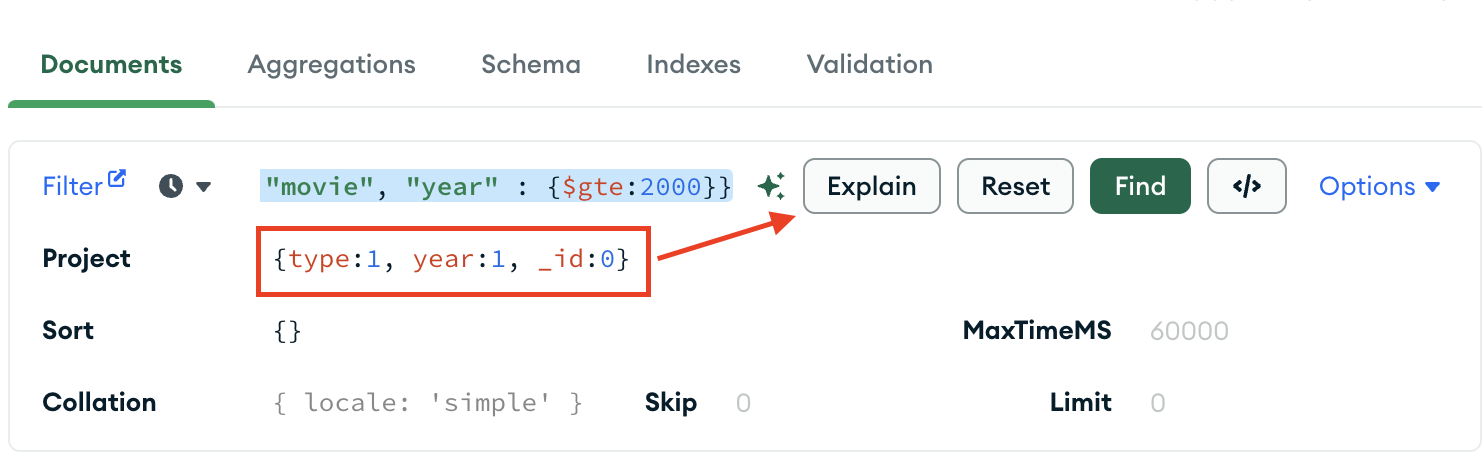 Documents Aggregations Schema Indexes Validation
Filter "movie", "year" : {$gte:2000}} Explain Reset Find </> Options
Project {type:1, year:1, _id:0}
Sort {} MaxTimeMS 60000
Collation { locale: 'simple' } Skip 0 Limit 0